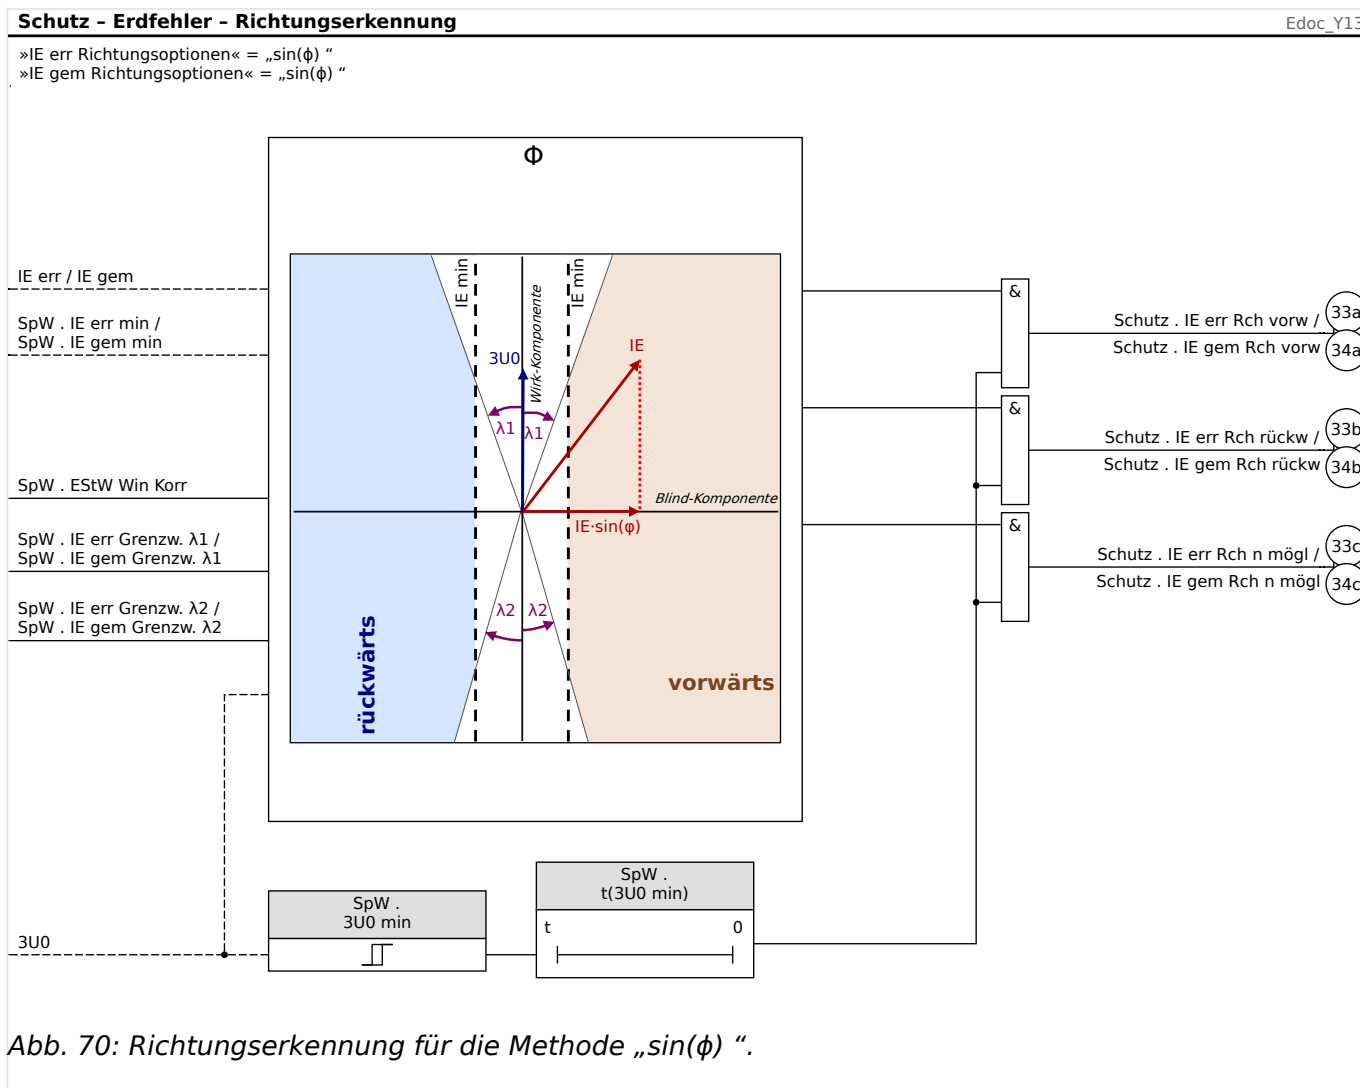 Schutz – Erdfehler – Richtungserkennung
Edoc_Y13
»IE err Richtungsoptionen« = „sin(ϕ) “
»IE gem Richtungsoptionen« = „sin(ϕ) “
Φ
IE err / IE gem
SpW . IE err min /
SpW . IE gem min
SpW . EStW Win Korr
SpW . IE err Grenzw. λ1 /
SpW . IE gem Grenzw. λ1
SpW . IE err Grenzw. λ2 /
SpW . IE gem Grenzw. λ2
IE min
IE min
Wirk-Komponente
3U0
IE
λ1
λ1
Blind-Komponente
IE·sin(φ)
λ2
λ2
rückwärts
vorwärts
&
Schutz . IE err Rch vorw /
33a
Schutz . IE gem Rch vorw
34a
&
Schutz . IE err Rch rückw /
33b
Schutz . IE gem Rch rückw
34b
&
Schutz . IE err Rch n mögl /
33c
Schutz . IE gem Rch n mögl
34c
3U0
SpW .
3U0 min
SpW .
t(3U0 min)
t
0
Abb. 70: Richtungserkennung für die Methode „sin(ϕ) “.